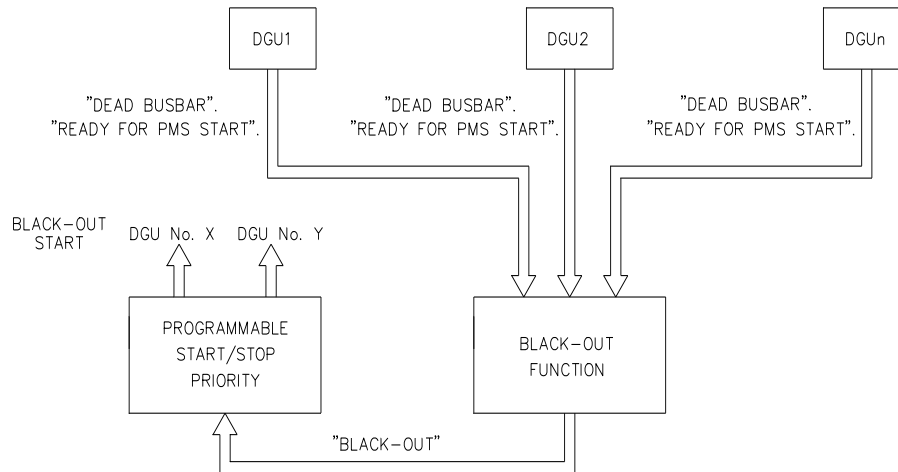 DGU1
DGU2
DGUn
"DEAD BUSBAR".
"READY FOR PMS START".
"DEAD BUSBAR".
"READY FOR PMS START".
"DEAD BUSBAR".
"READY FOR PMS START".
BLACK-OUT
START
DGU No. X
DGU No. Y
PROGRAMMABLE
START/STOP
PRIORITY
BLACK-OUT
FUNCTION
"BLACK-OUT"